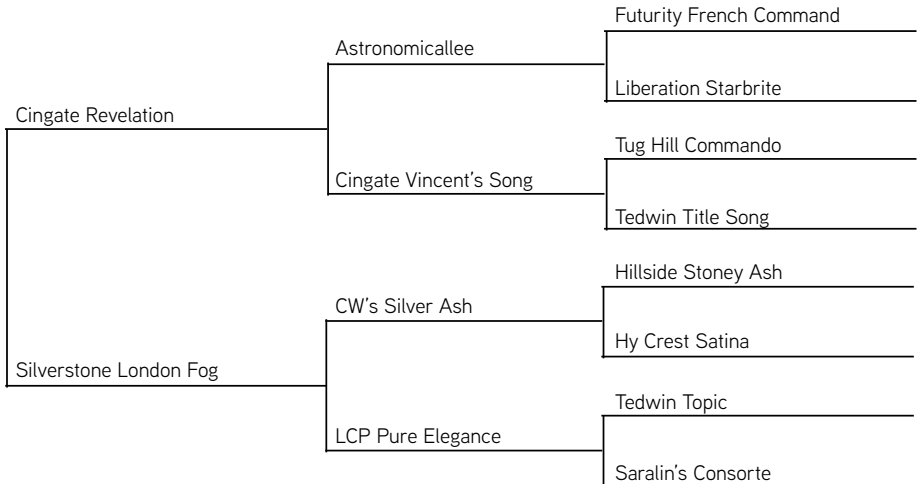 Futurity French Command
Astronomicallee
Liberation Starbrite
Cingate Revelation
Tug Hill Commando
Cingate Vincent's Song
Tedwin Title Song
Hillside Stoney Ash
CW's Silver Ash
Hy Crest Satina
Silverstone London Fog
Tedwin Topic
LCP Pure Elegance
Saralin's Consorte